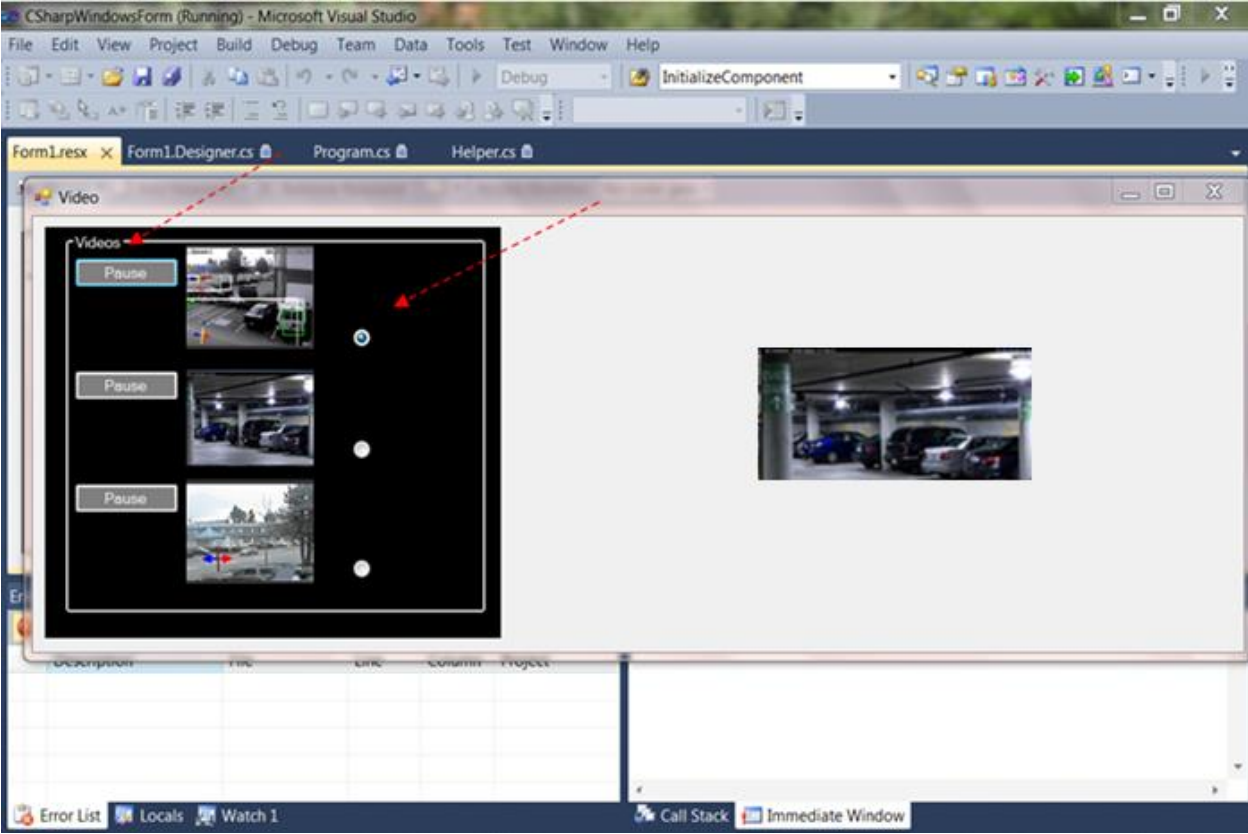 CSharpWindowsForm (Running) - Microsoft Visual Studio
File Edit View Project Build Debug Team Data Tools Test Window Help
Debug InitializeComponent
Form1.resx Form1.Designer.cs Program.cs Helper.cs
Video
Videos
Pause
Pause
Pause
Description File Line Column Project
Error List Locals Watch 1
Call Stack Immediate Window